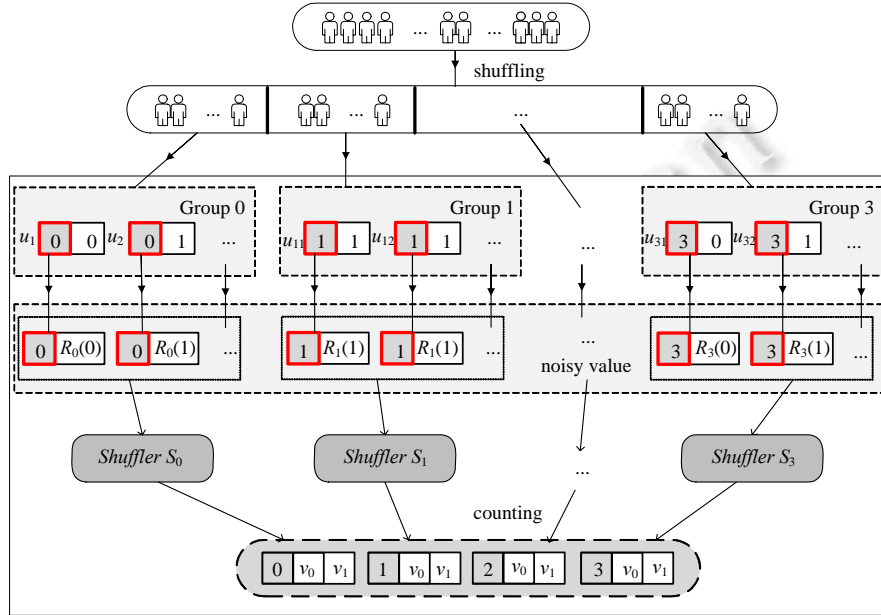 ... ...
shuffling
... ... ... ...
Group 0 Group 1 Group 3
u1 0 0 u2 0 1 ... u11 1 1 u12 1 1 ... ... u31 3 0 u32 3 1 ...
0 R0(0) 0 R0(1) ... 1 R1(1) 1 R1(1) ... ... 3 R3(0) 3 R3(1) ...
noisy value
Shuffler S0 Shuffler S1 ... Shuffler S3
counting
0 v0 v1 1 v0 v1 2 v0 v1 3 v0 v1